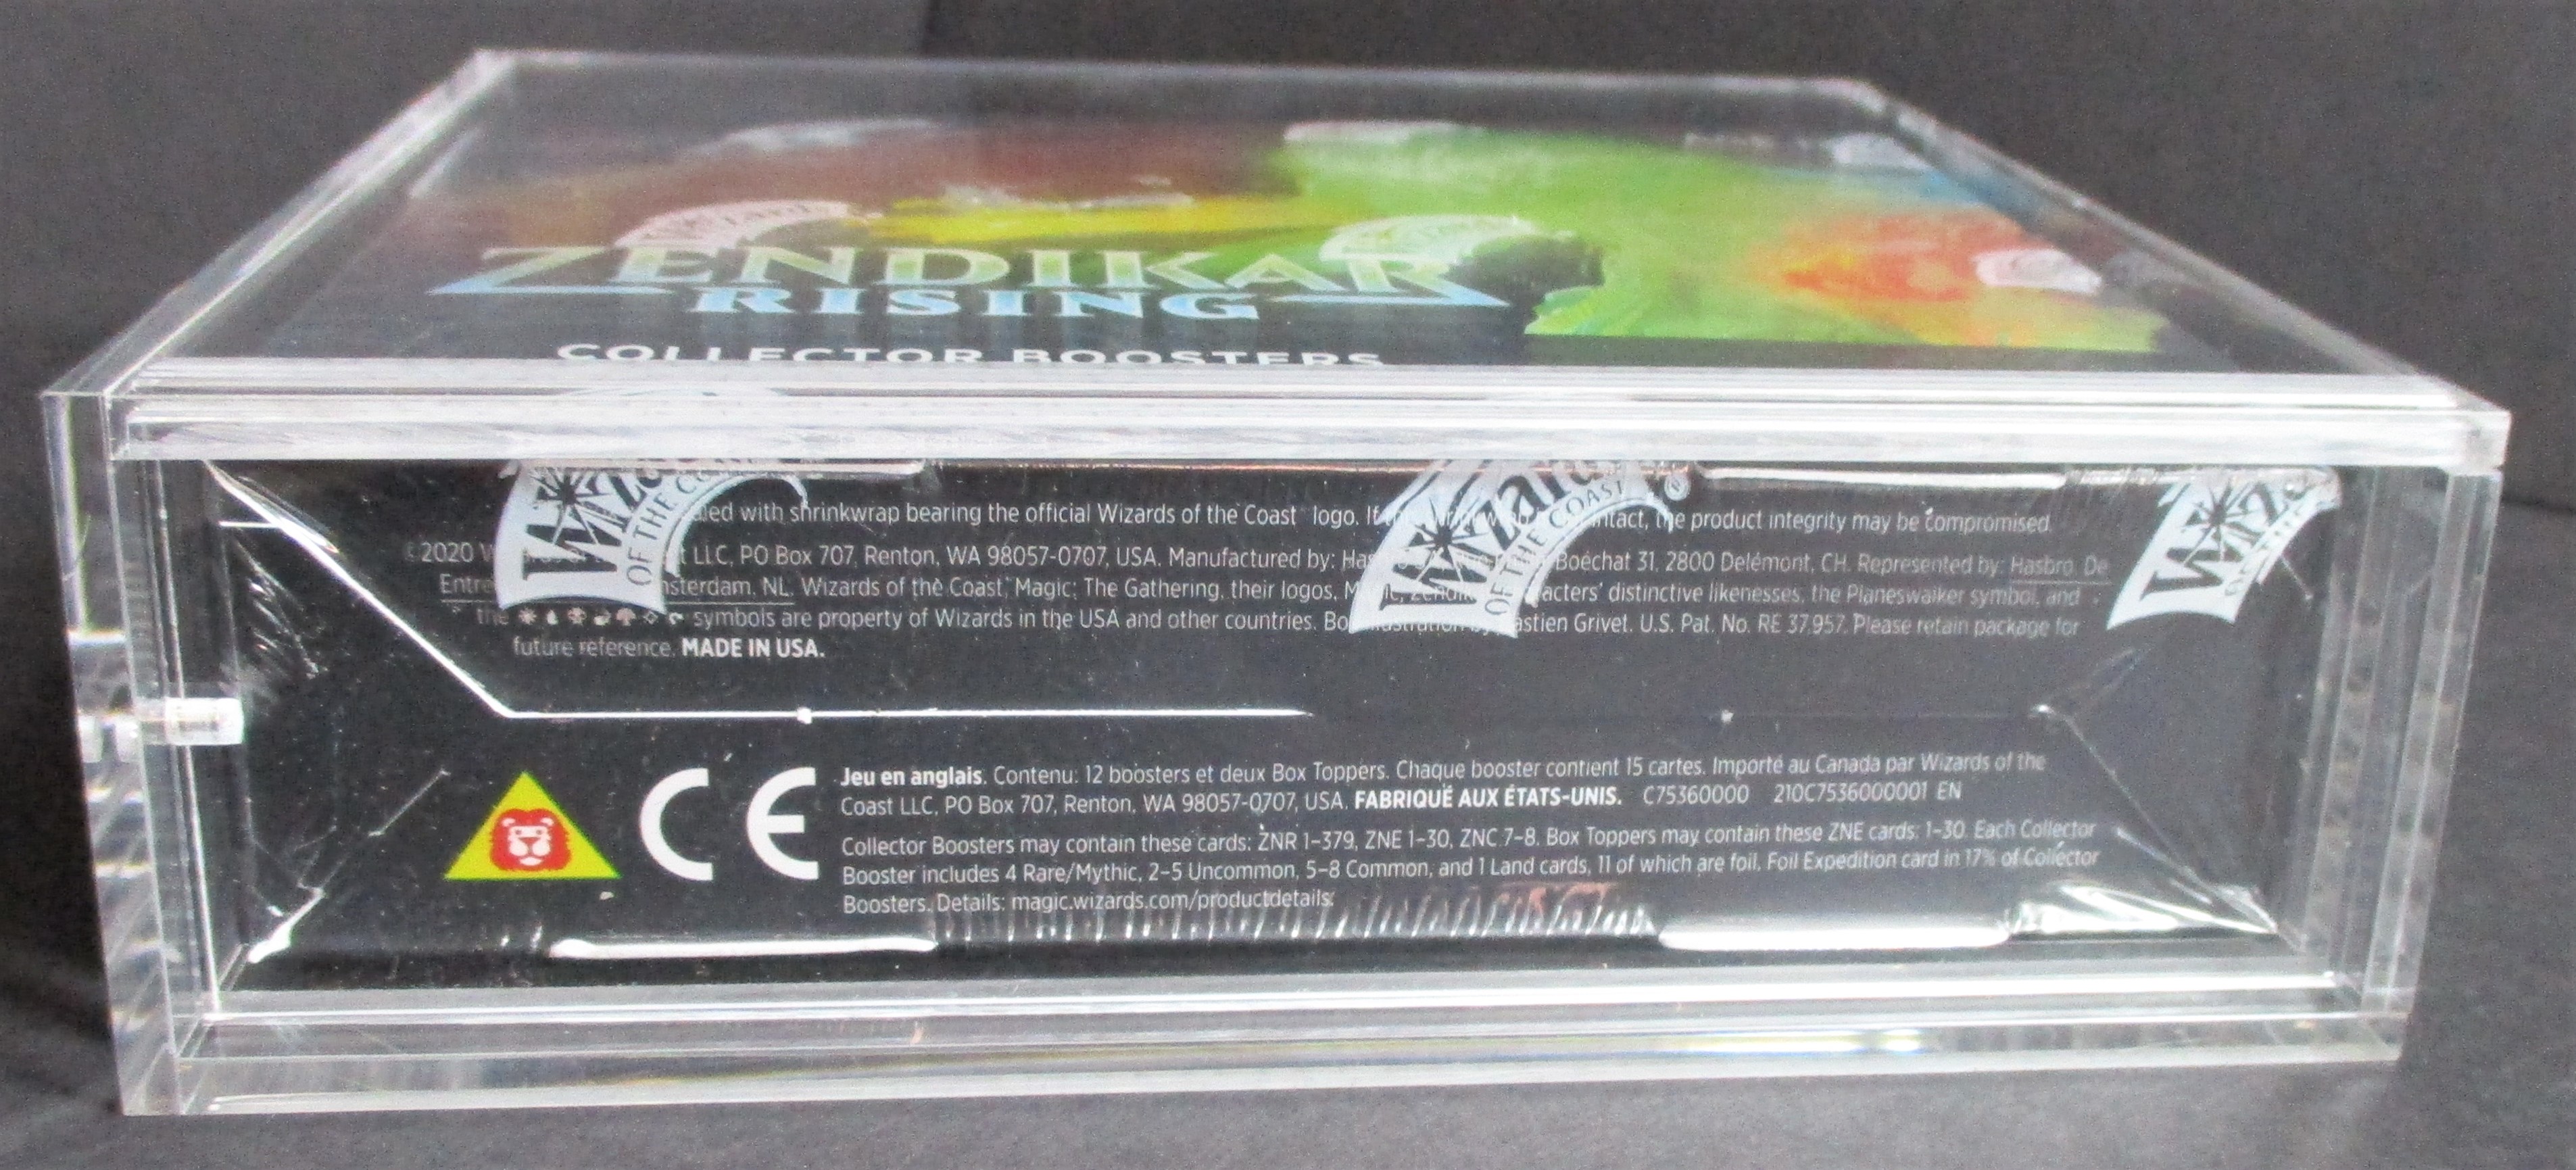 ZENDIKAR
RISING
COLLECTOR BOOSTERS
Wizards
OF THE COAST
with shrinkwrap bearing the official Wizards of the Coast logo. If intact, the product integrity may be compromised.
2020 LLC, PO Box 707, Renton, WA 98057-0707, USA. Manufactured by: Boéchat 31, 2800 Delémont, CH. Represented by: Hasbro De
NL. Wizards of the Coast, Magic: The Gathering, their logos, distinctive likenesses, the Planeswalker symbol, and
the symbols are property of Wizards in the USA and other countries. Grivet. U.S. Pat. No. RE 37,957. Please retain package for
future reference. MADE IN USA.
CE
Jeu en anglais. Contenu: 12 boosters et deux Box Toppers. Chaque booster contient 15 cartes. Importé au Canada par Wizards of the
Coast LLC, PO Box 707, Renton, WA 98057-0707, USA. FABRIQUÉ AUX ÉTATS-UNIS. C75360000 210C7536000001 EN
Collector Boosters may contain these cards: ZNR 1-379, ZNE 1-30, ZNC 7-8. Box Toppers may contain these ZNE cards: 1-30. Each Collector
Booster includes 4 Rare/Mythic, 2-5 Uncommon, 5-8 Common, and 1 Land cards, 11 of which are foil. Foil Expedition card in 17% of Collector
Boosters. Details: magic.wizards.com/productdetails.